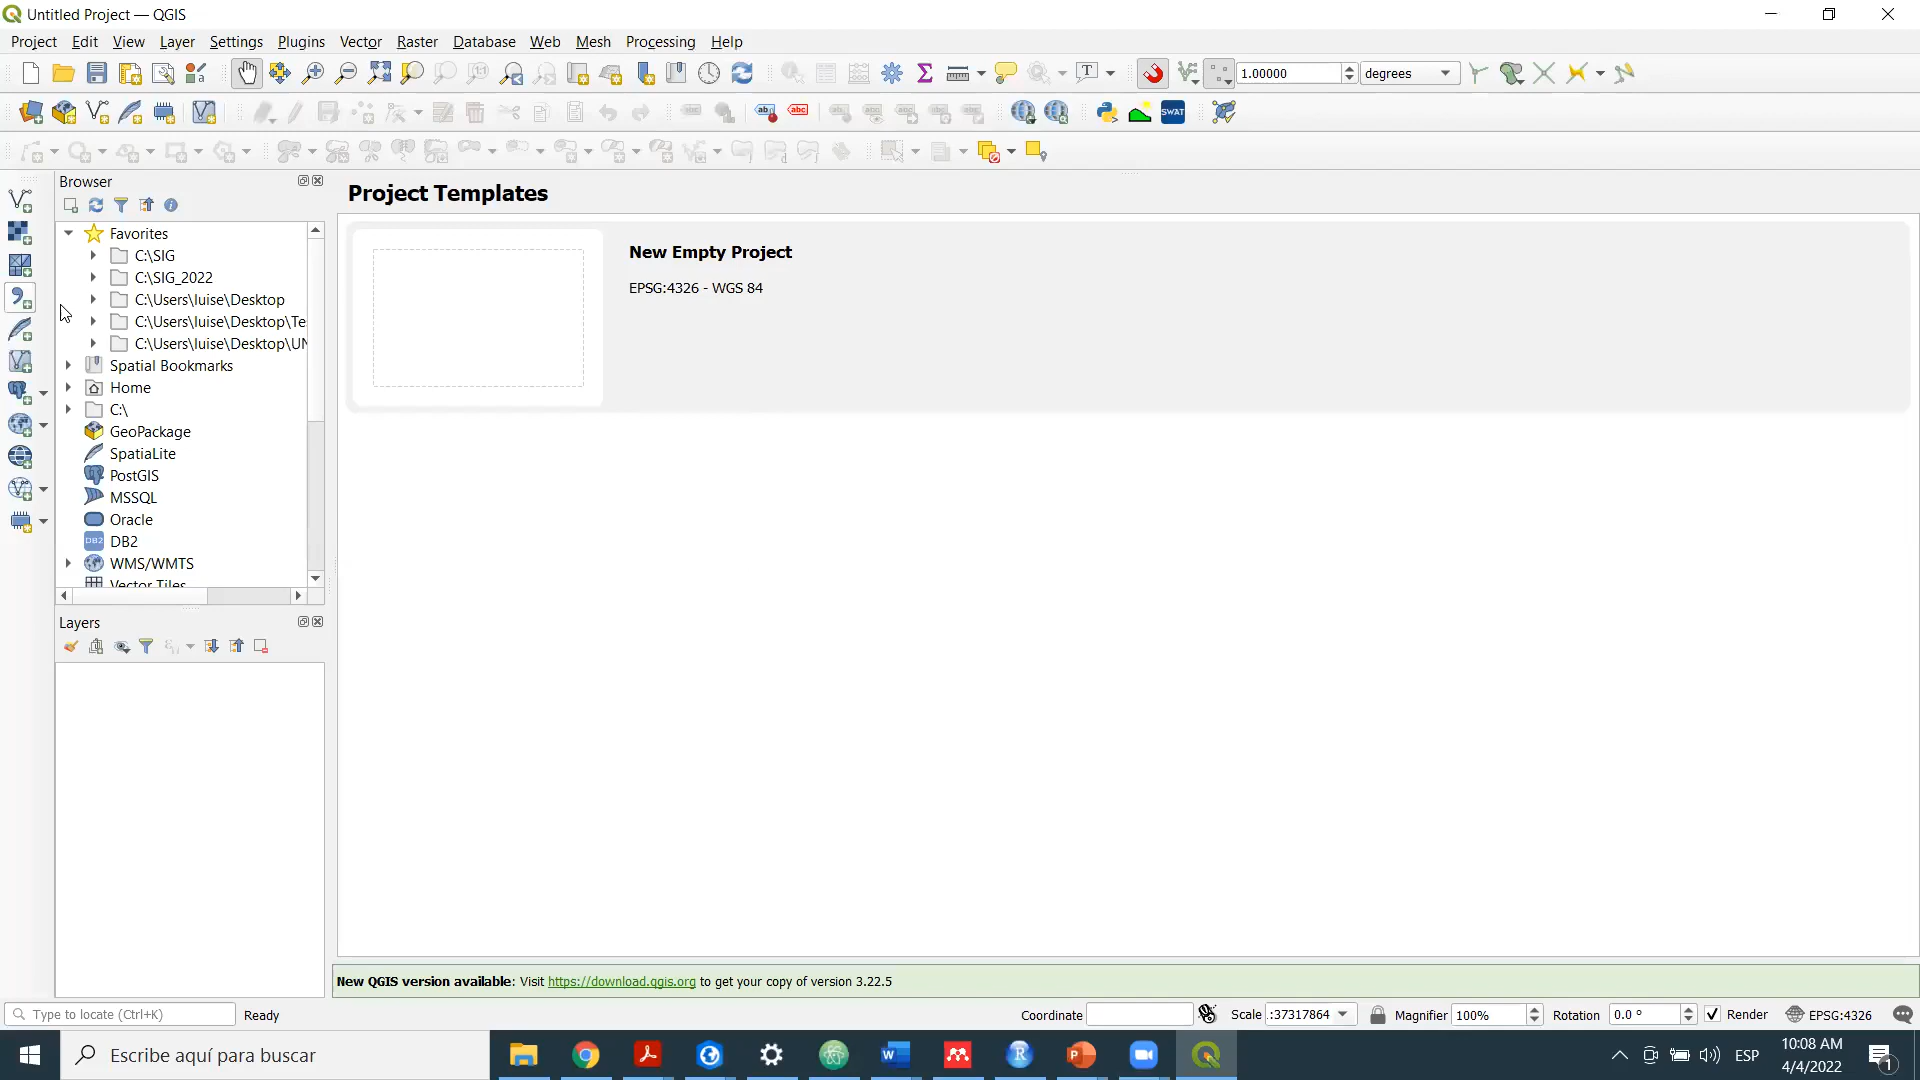 Untitled Project — QGIS
Project Edit View Layer Settings Plugins Vector Raster Database Web Mesh Processing Help
1.00000 degrees
abc abc SWAT
Browser
Favorites
C:\SIG
C:\SIG_2022
C:\Users\luise\Desktop
C:\Users\luise\Desktop\Te
C:\Users\luise\Desktop\UN
Spatial Bookmarks
Home
C:\
GeoPackage
SpatiaLite
PostGIS
MSSQL
Oracle
DB2
WMS/WMTS
Vector Tiles
Layers
Project Templates
New Empty Project
EPSG:4326 - WGS 84
New QGIS version available: Visit https://download.qgis.org to get your copy of version 3.22.5
Type to locate (Ctrl+K) Ready Coordinate Scale :37317864 Magnifier 100% Rotation 0.0 ° Render EPSG:4326
Escribe aquí para buscar
ESP
10:08 AM
4/4/2022
1